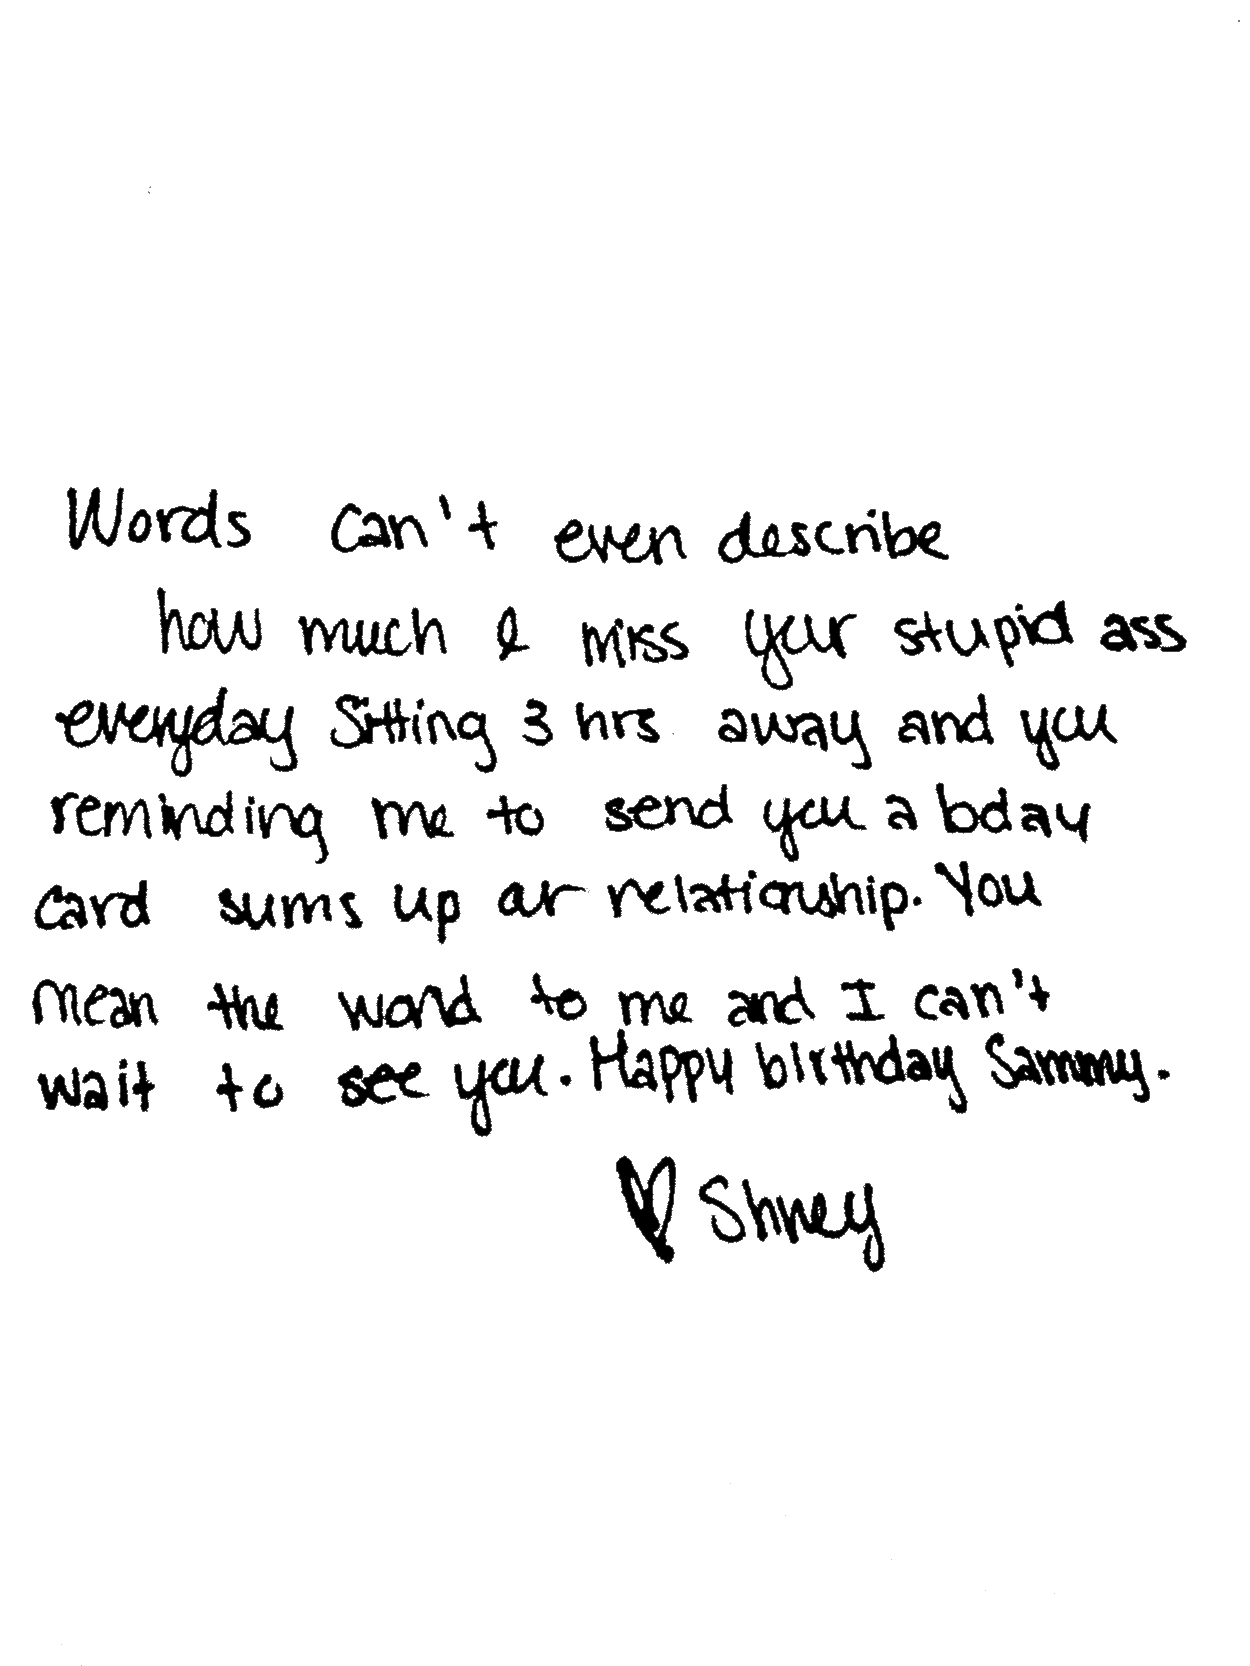 Words can't even describe
how much I miss your stupid ass
everyday Sitting 3 hrs away and you
reminding me to send you a bday
card sums up our relationship. You
mean the world to me and I can't
wait to see you. Happy birthday Sammy.
♥ Shney